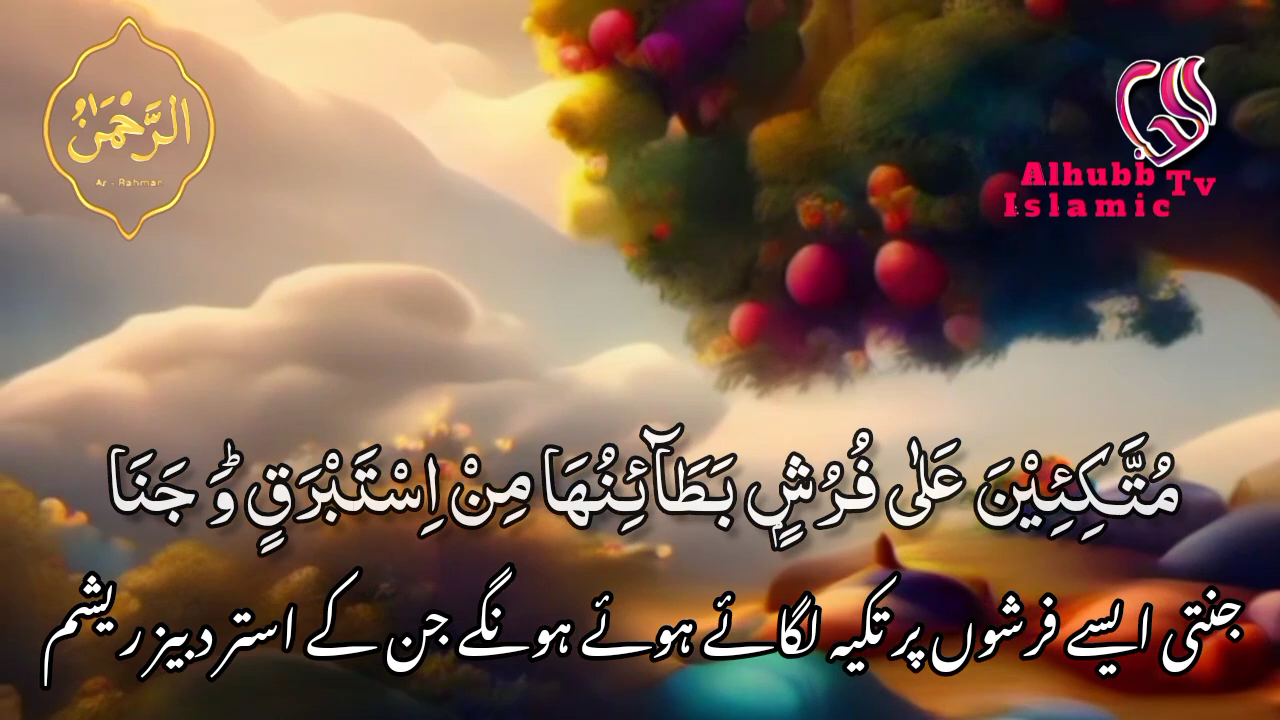 الرَّحْمَنُ
Ar - Rahman
Alhubb Tv
Islamic
مُتَّكِئِيْنَ عَلٰى فُرُشٍۭ بَطَآئِنُهَا مِنْ اِسْتَبْرَقٍ ؕ وَ جَنَا
جنتی ایسے فرشوں پر تکیہ لگائے ہوئے ہونگے جن کے استر دبیز ریشم